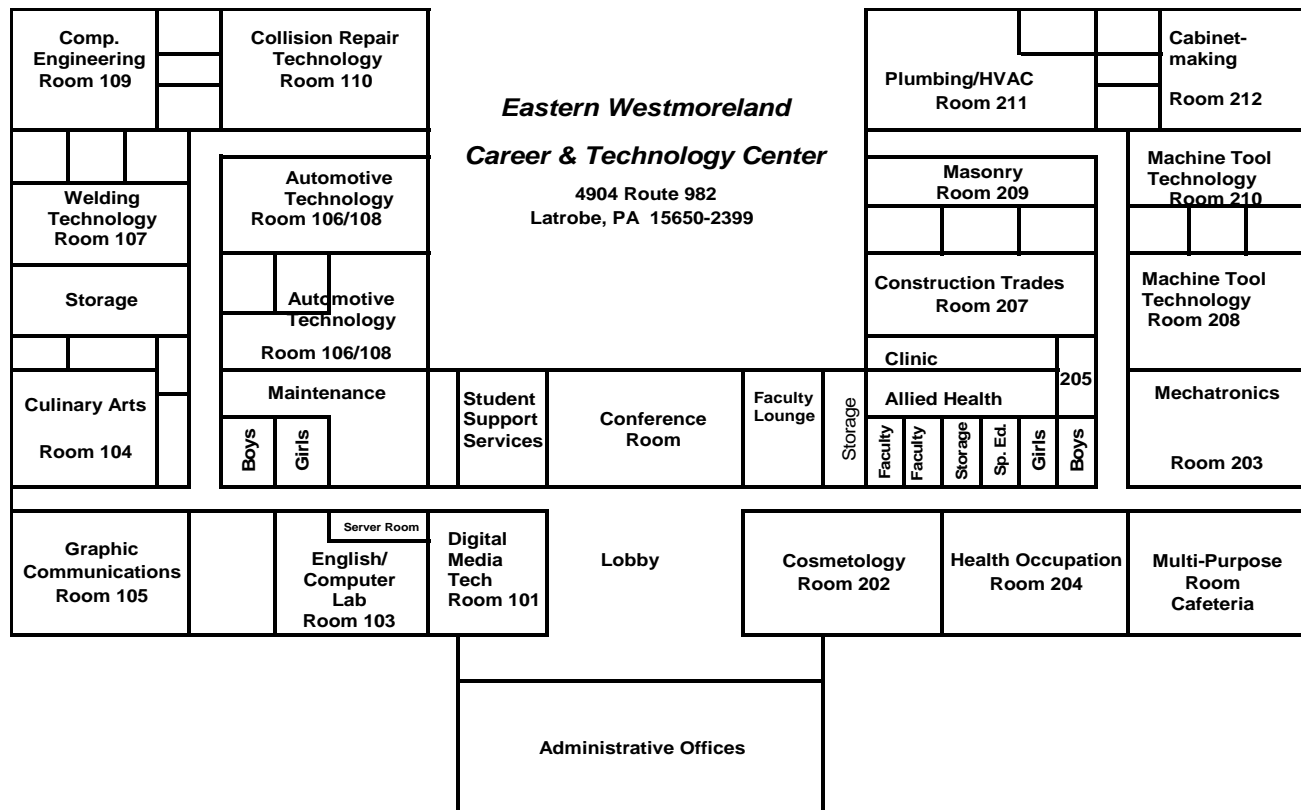 Comp.
Engineering
Room 109
Collision Repair
Technology
Room 110
Eastern Westmoreland
Career & Technology Center
4904 Route 982
Latrobe, PA  15650-2399
Plumbing/HVAC
Room 211
Cabinet-
making
Room 212
Welding
Technology
Room 107
Automotive
Technology
Room 106/108
Masonry
Room 209
Machine Tool
Technology
Room 210
Storage
Automotive
Technology
Room 106/108
Construction Trades
Room 207
Machine Tool
Technology
Room 208
Culinary Arts
Room 104
Maintenance
Boys
Girls
Student
Support
Services
Conference
Room
Faculty
Lounge
Storage
Clinic
Allied Health
205
Faculty
Faculty
Storage
Sp. Ed.
Girls
Boys
Mechatronics
Room 203
Graphic
Communications
Room 105
Server Room
English/
Computer
Lab
Room 103
Digital
Media
Tech
Room 101
Lobby
Cosmetology
Room 202
Health Occupation
Room 204
Multi-Purpose
Room
Cafeteria
Administrative Offices